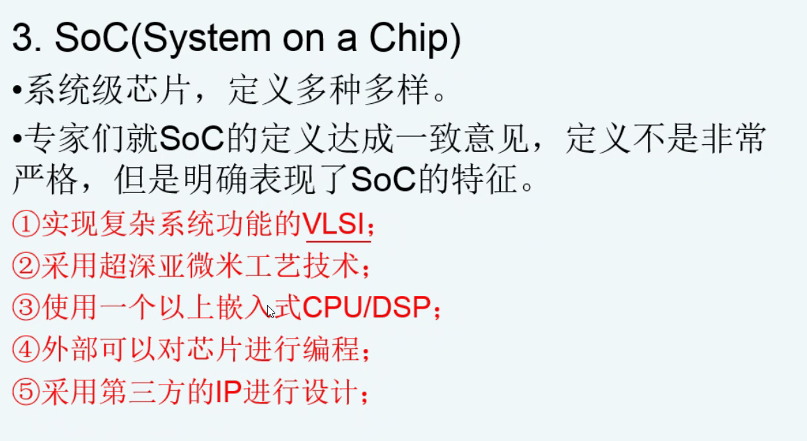 3. SoC(System on a Chip)
•系统级芯片，定义多种多样。
•专家们就SoC的定义达成一致意见，定义不是非常
严格，但是明确表现了SoC的特征。
①实现复杂系统功能的VLSI；
②采用超深亚微米工艺技术；
③使用一个以上嵌入式CPU/DSP；
④外部可以对芯片进行编程；
⑤采用第三方的IP进行设计；